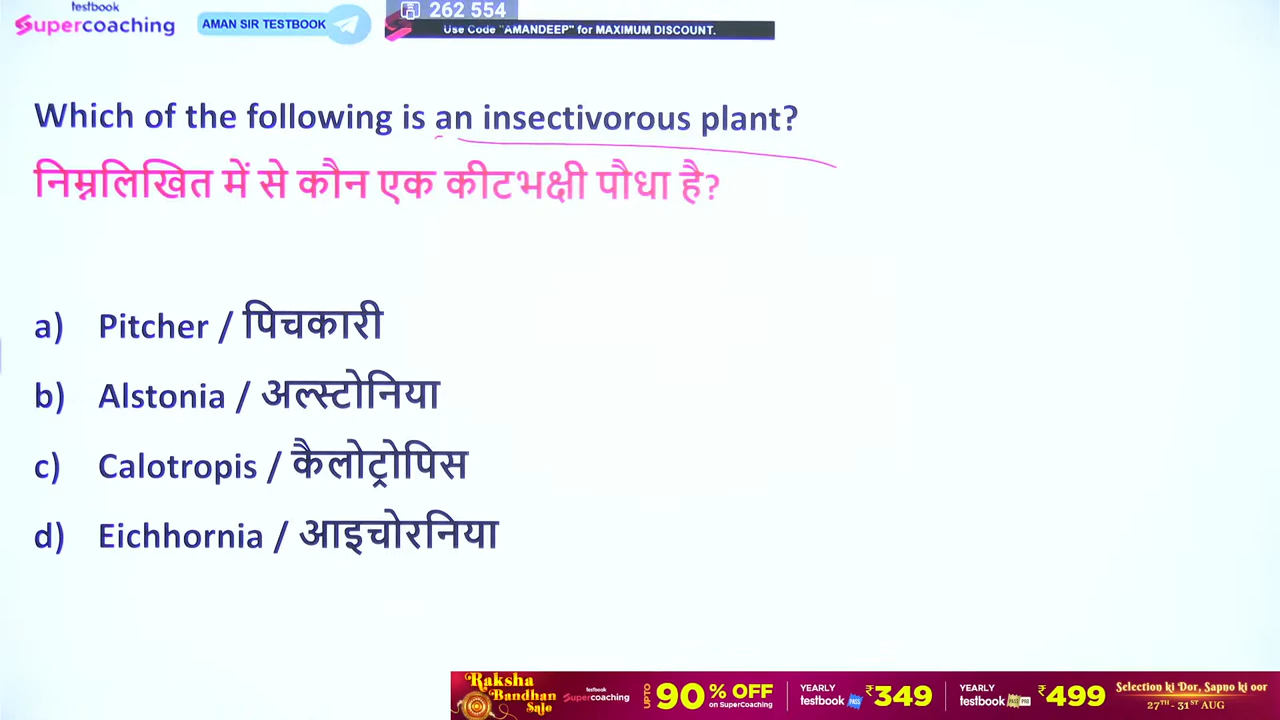 testbook
Supercoaching
AMAN SIR TESTBOOK
262 554
Use Code "AMANDEEP" for MAXIMUM DISCOUNT.
Which of the following is an insectivorous plant?
निम्नलिखित में से कौन एक कीटभक्षी पौधा है?
a) Pitcher / पिचकारी
b) Alstonia / अल्स्टोनिया
c) Calotropis / कैलोट्रोपिस
d) Eichhornia / आइचोरनिया
Raksha Bandhan Sale
testbook Supercoaching
UPTO 90% OFF on SuperCoaching
YEARLY testbook PASS ₹349
YEARLY testbook PASS PRO ₹499
Selection ki Dor, Sapno ki oor
27TH - 31ST AUG